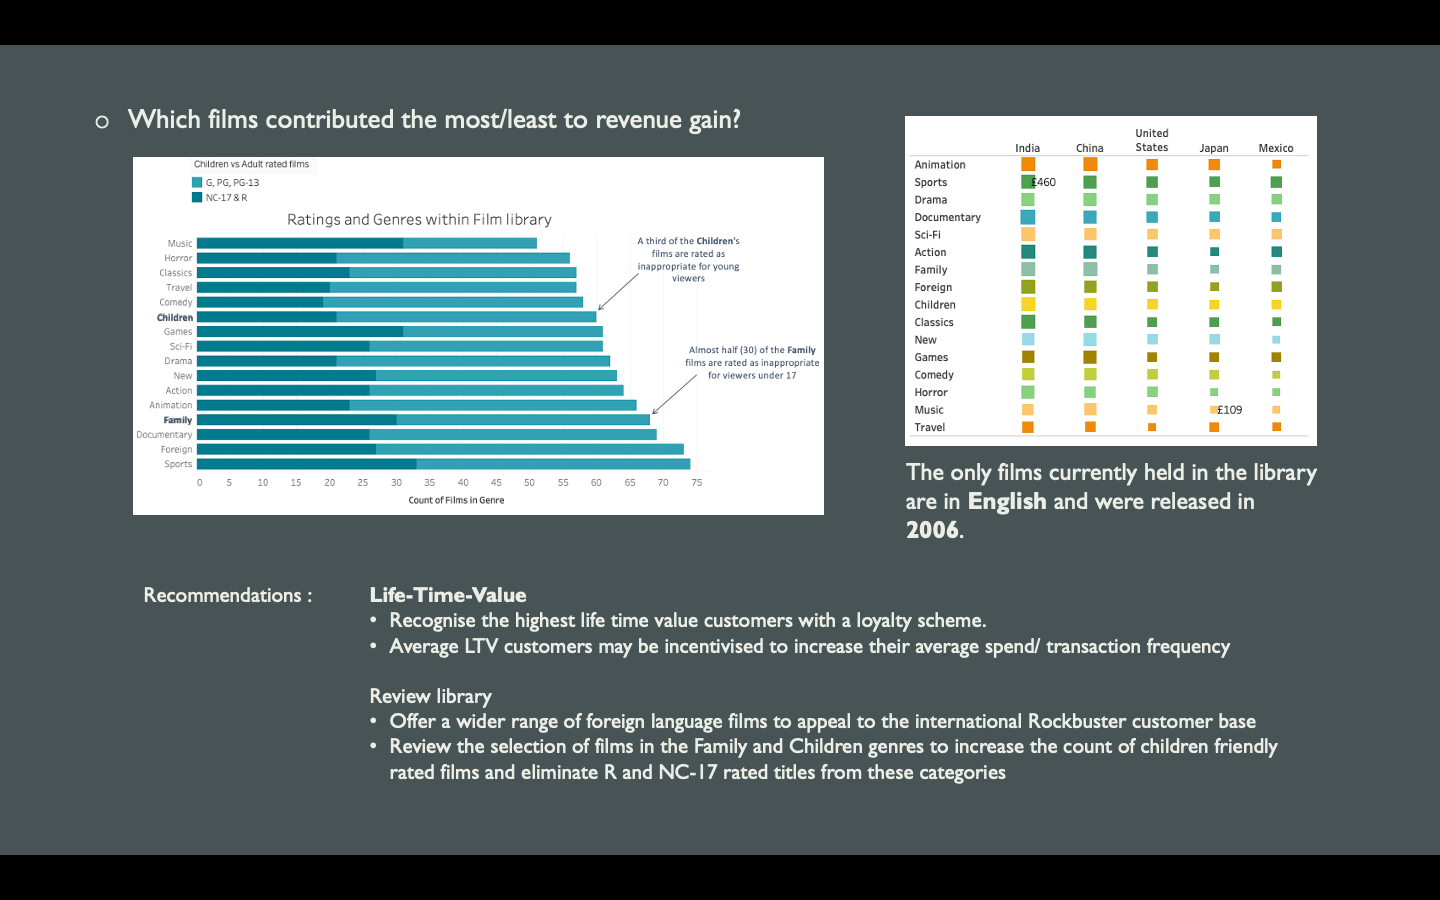 Which films contributed the most/least to revenue gain?
Children vs Adult rated films
G, PG, PG-13
NC-17 & R
Ratings and Genres within Film library
Music
Horror
Classics
Travel
Comedy
Children
Games
Sci-Fi
Drama
New
Action
Animation
Family
Documentary
Foreign
Sports
A third of the Children's
films are rated as
inappropriate for young
viewers
Almost half (30) of the Family
films are rated as inappropriate
for viewers under 17
0 5 10 15 20 25 30 35 40 45 50 55 60 65 70 75
Count of Films in Genre
India China United States Japan Mexico
Animation
Sports £460
Drama
Documentary
Sci-Fi
Action
Family
Foreign
Children
Classics
New
Games
Comedy
Horror
Music £109
Travel
The only films currently held in the library
are in English and were released in
2006.
Recommendations :
Life-Time-Value
• Recognise the highest life time value customers with a loyalty scheme.
• Average LTV customers may be incentivised to increase their average spend/ transaction frequency
Review library
• Offer a wider range of foreign language films to appeal to the international Rockbuster customer base
• Review the selection of films in the Family and Children genres to increase the count of children friendly
rated films and eliminate R and NC-17 rated titles from these categories